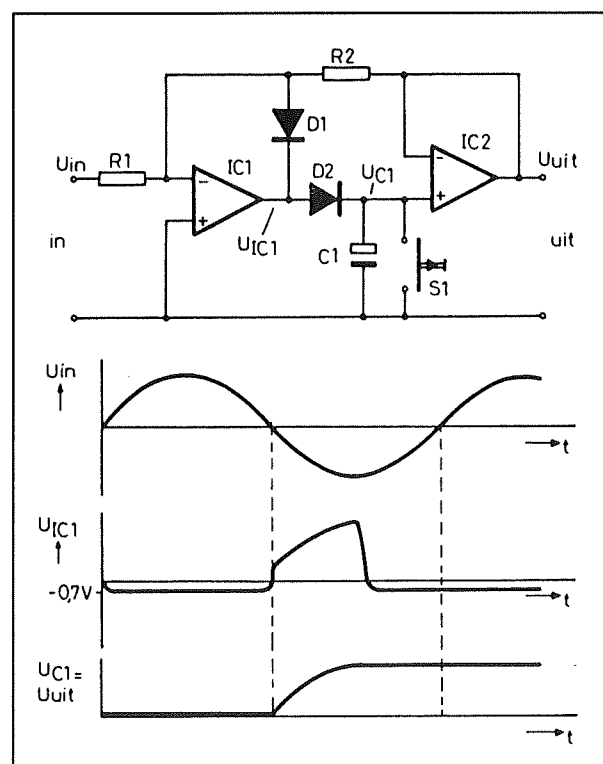 R2
D1
IC2
Uin
R1
IC1
D2
UC1
Uuit
-
+
-
+
in
UIC1
C1
S1
uit
Uin
t
UIC1
-0,7V
t
UC1=
Uuit
t